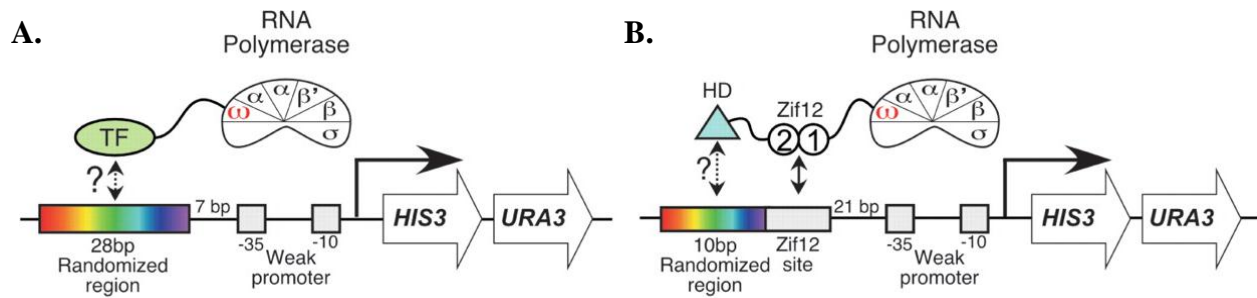 A.
RNA
Polymerase
TF
ω
α
α
β'
β
σ
?
7 bp
-35
-10
28bp
Randomized
region
Weak
promoter
HIS3
URA3
B.
RNA
Polymerase
HD
Zif12
2
1
ω
α
α
β'
β
σ
?
21 bp
-35
-10
10bp
Randomized
region
Zif12
site
Weak
promoter
HIS3
URA3